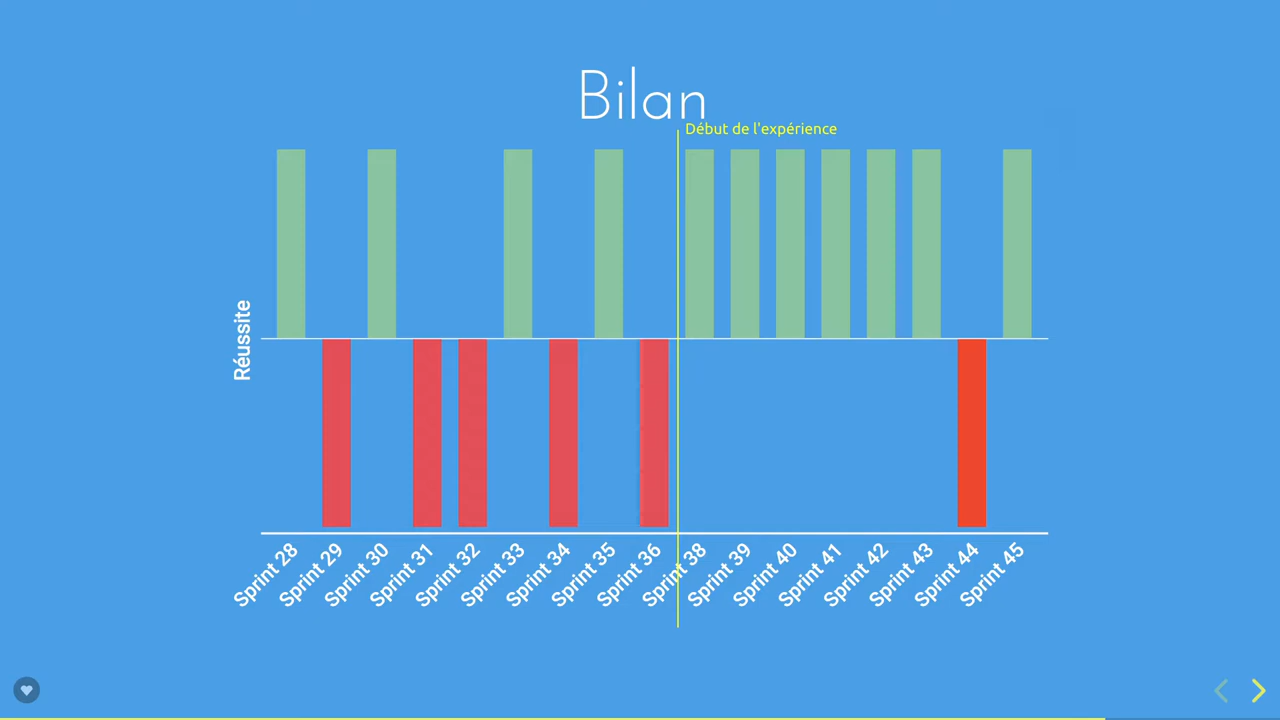 Bilan
Début de l'expérience
Réussite
Sprint 28
Sprint 29
Sprint 30
Sprint 31
Sprint 32
Sprint 33
Sprint 34
Sprint 35
Sprint 36
Sprint 38
Sprint 39
Sprint 40
Sprint 41
Sprint 42
Sprint 43
Sprint 44
Sprint 45